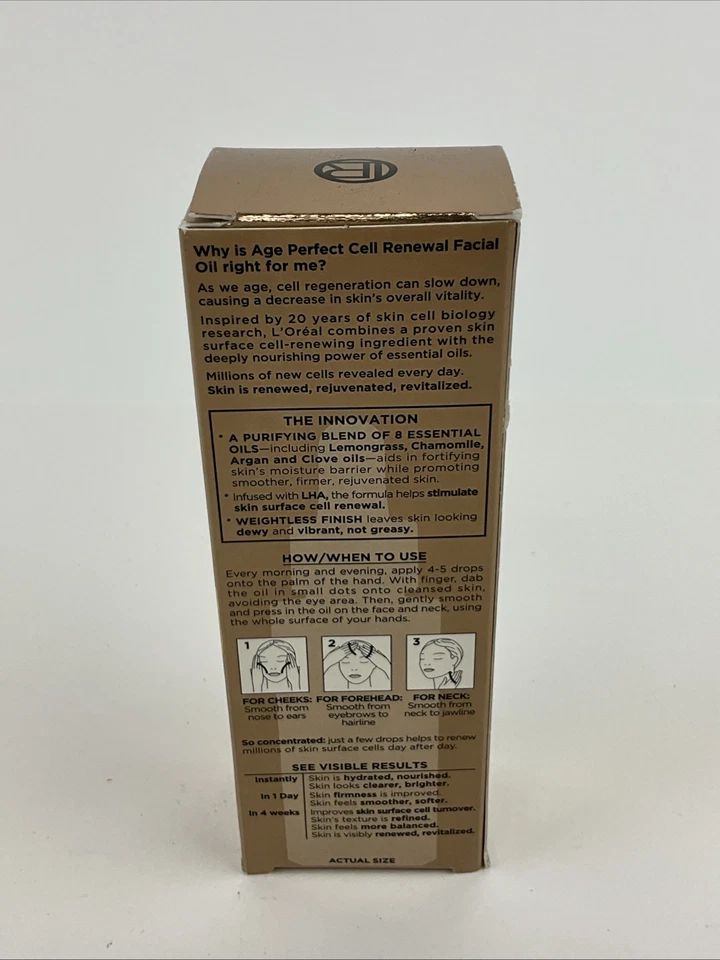 Why is Age Perfect Cell Renewal Facial
Oil right for me?
As we age, cell regeneration can slow down,
causing a decrease in skin's overall vitality.
Inspired by 20 years of skin cell biology
research, L'Oréal combines a proven skin
surface cell-renewing ingredient with the
deeply nourishing power of essential oils.
Millions of new cells revealed every day.
Skin is renewed, rejuvenated, revitalized.
THE INNOVATION
• A PURIFYING BLEND OF 8 ESSENTIAL
OILS—including Lemongrass, Chamomile,
Argan and Clove oils—aids in fortifying
skin's moisture barrier while promoting
smoother, firmer, rejuvenated skin.
• Infused with LHA, the formula helps stimulate
skin surface cell renewal.
• WEIGHTLESS FINISH leaves skin looking
dewy and vibrant, not greasy.
HOW/WHEN TO USE
Every morning and evening, apply 4-5 drops
onto the palm of the hand. With finger, dab
the oil in small dots onto cleansed skin,
avoiding the eye area. Then, gently smooth
and press in the oil on the face and neck, using
the whole surface of your hands.
1 2 3
FOR CHEEKS: FOR FOREHEAD: FOR NECK:
Smooth from Smooth from Smooth from
nose to ears eyebrows to neck to jawline
hairline
So concentrated: just a few drops helps to renew
millions of skin surface cells day after day.
SEE VISIBLE RESULTS
Instantly Skin is hydrated, nourished.
Skin looks clearer, brighter.
In 1 Day Skin firmness is improved.
Skin feels smoother, softer.
In 4 weeks Improves skin surface cell turnover.
Skin's texture is refined.
Skin feels more balanced.
Skin is visibly renewed, revitalized.
ACTUAL SIZE